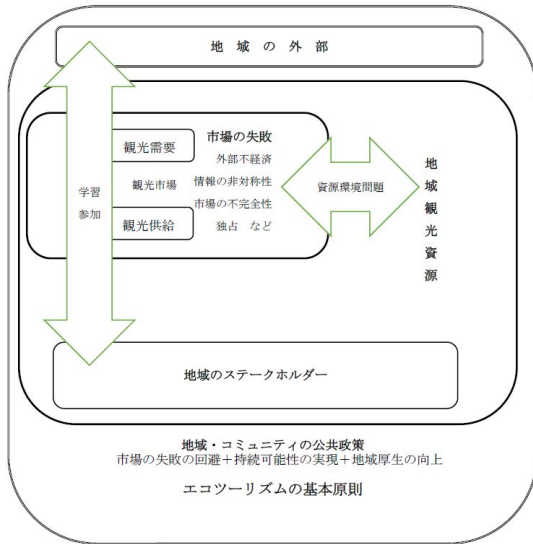 地域の外部
観光需要
市場の失敗
外部不経済
観光市場
情報の非対称性
市場の不完全性
観光供給
独占 など
学習
参加
資源環境問題
地域観光資源
地域のステークホルダー
地域・コミュニティの公共政策
市場の失敗の回避+持続可能性の実現+地域厚生の向上
エコツーリズムの基本原則